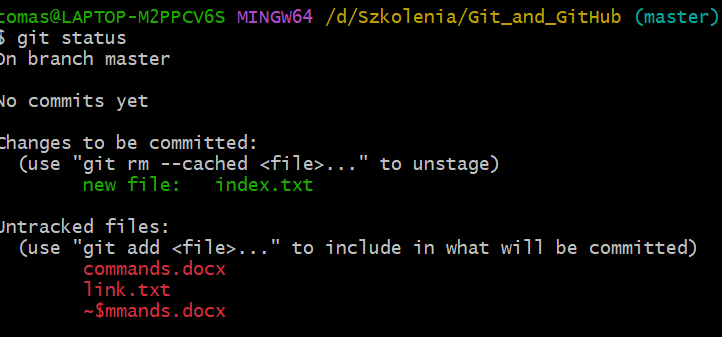 tomas@LAPTOP-M2PPCV6S MINGW64 /d/Szkolenia/Git_and_GitHub (master)
$ git status
On branch master
No commits yet
Changes to be committed:
(use "git rm --cached <file>..." to unstage)
new file: index.txt
Untracked files:
(use "git add <file>..." to include in what will be committed)
commands.docx
link.txt
~$mmands.docx